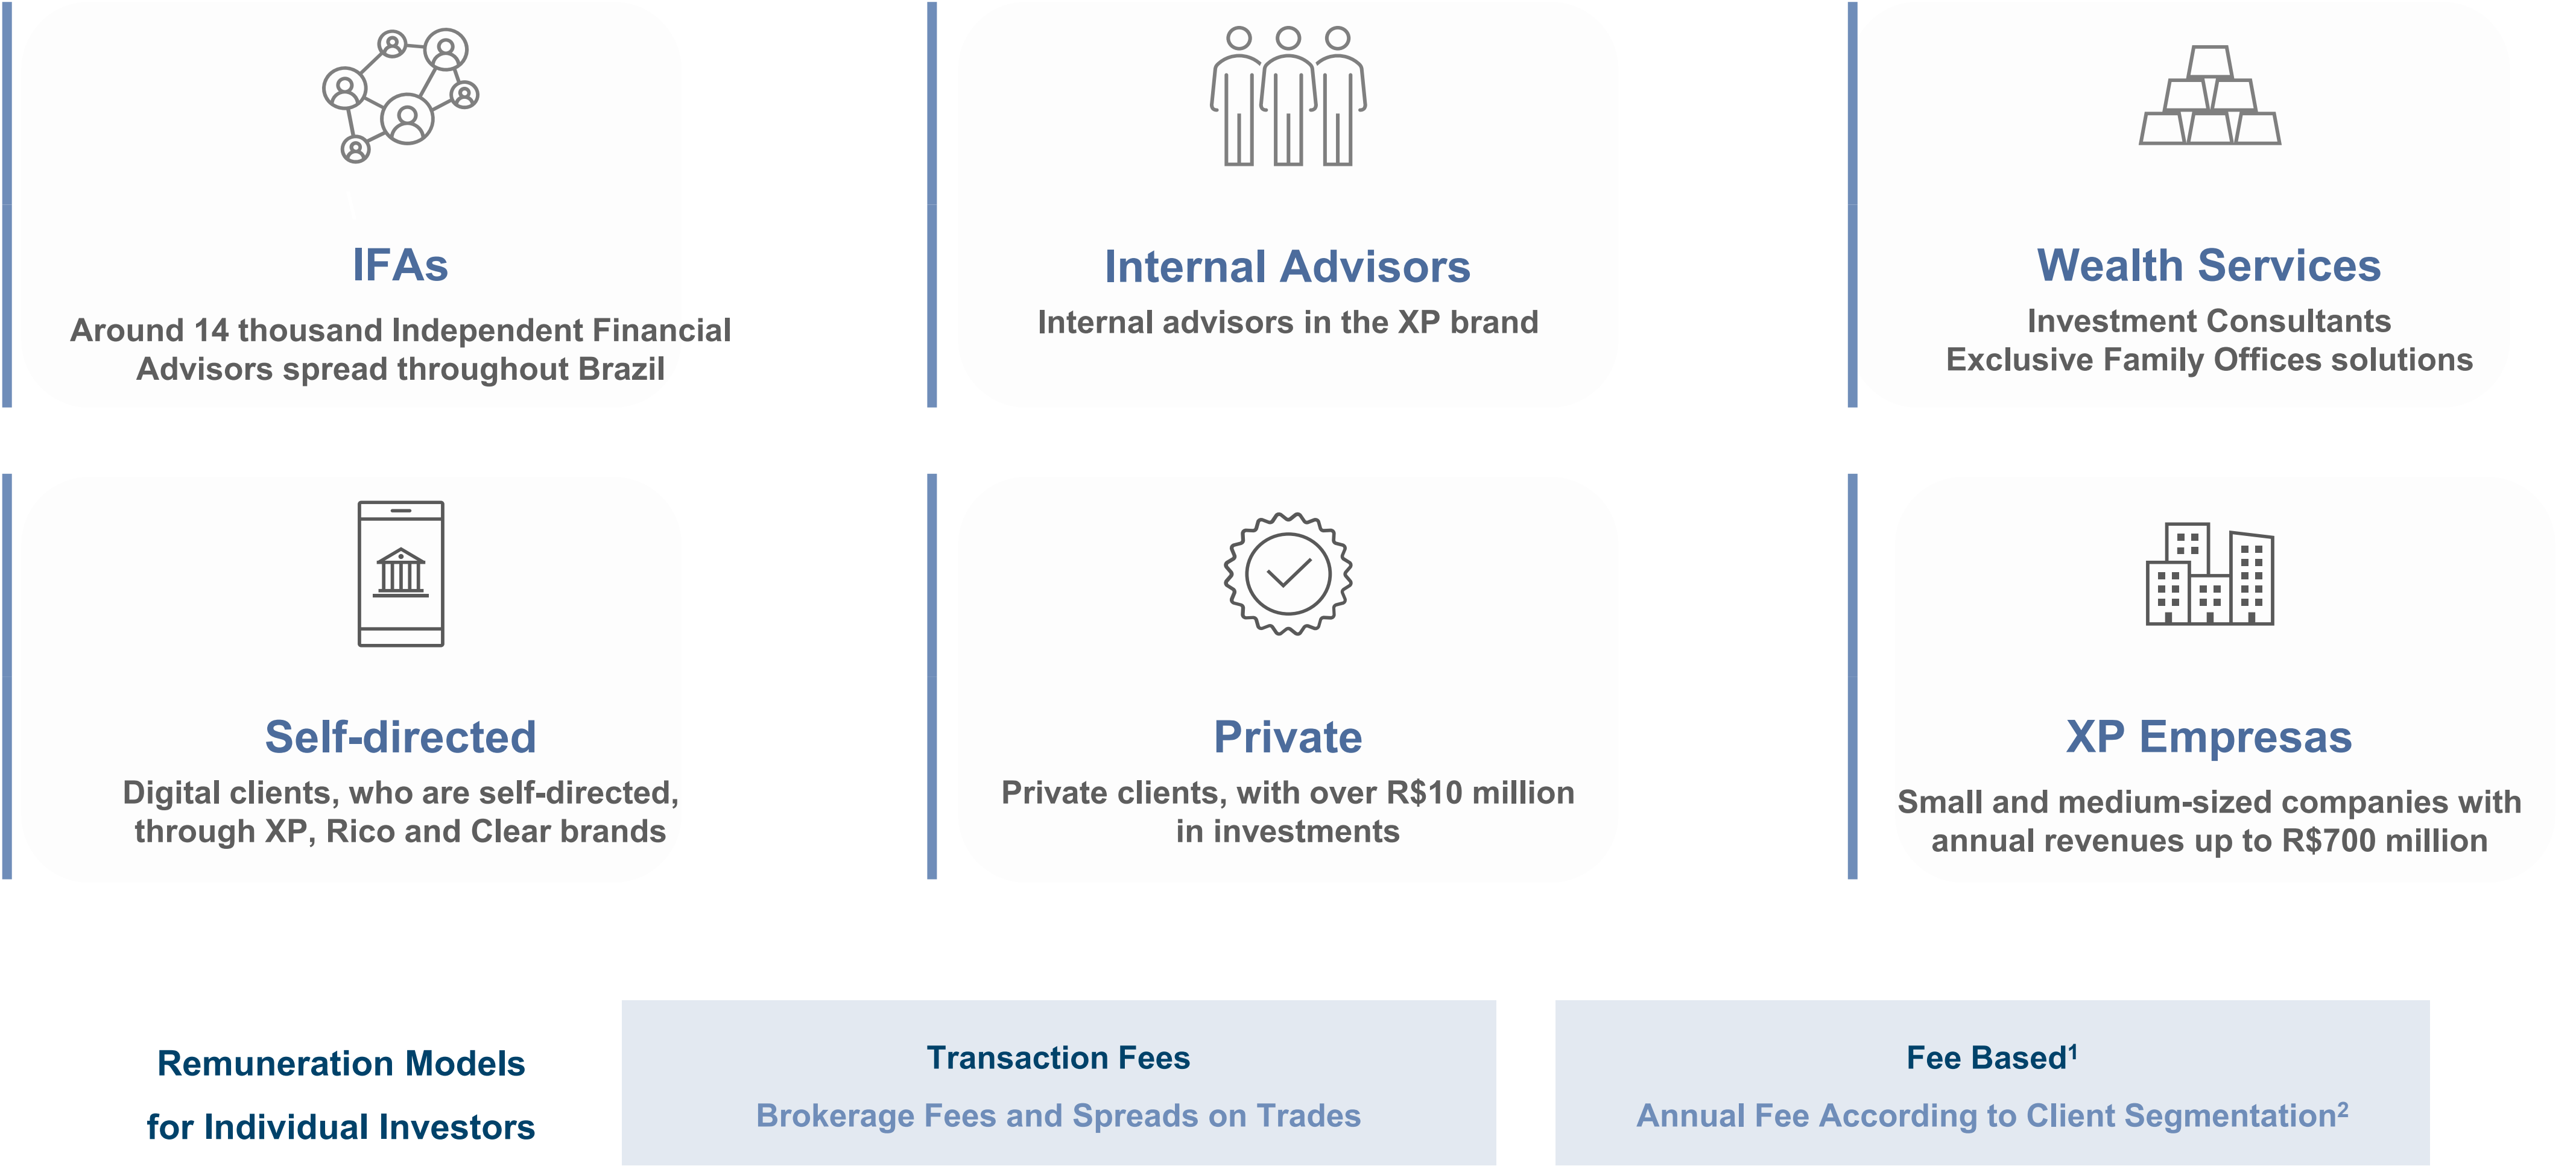 IFAs
Around 14 thousand Independent Financial
Advisors spread throughout Brazil
Internal Advisors
Internal advisors in the XP brand
Wealth Services
Investment Consultants
Exclusive Family Offices solutions
Self-directed
Digital clients, who are self-directed,
through XP, Rico and Clear brands
Private
Private clients, with over R$10 million
in investments
XP Empresas
Small and medium-sized companies with
annual revenues up to R$700 million
Remuneration Models
for Individual Investors
Transaction Fees
Brokerage Fees and Spreads on Trades
Fee Based¹
Annual Fee According to Client Segmentation²